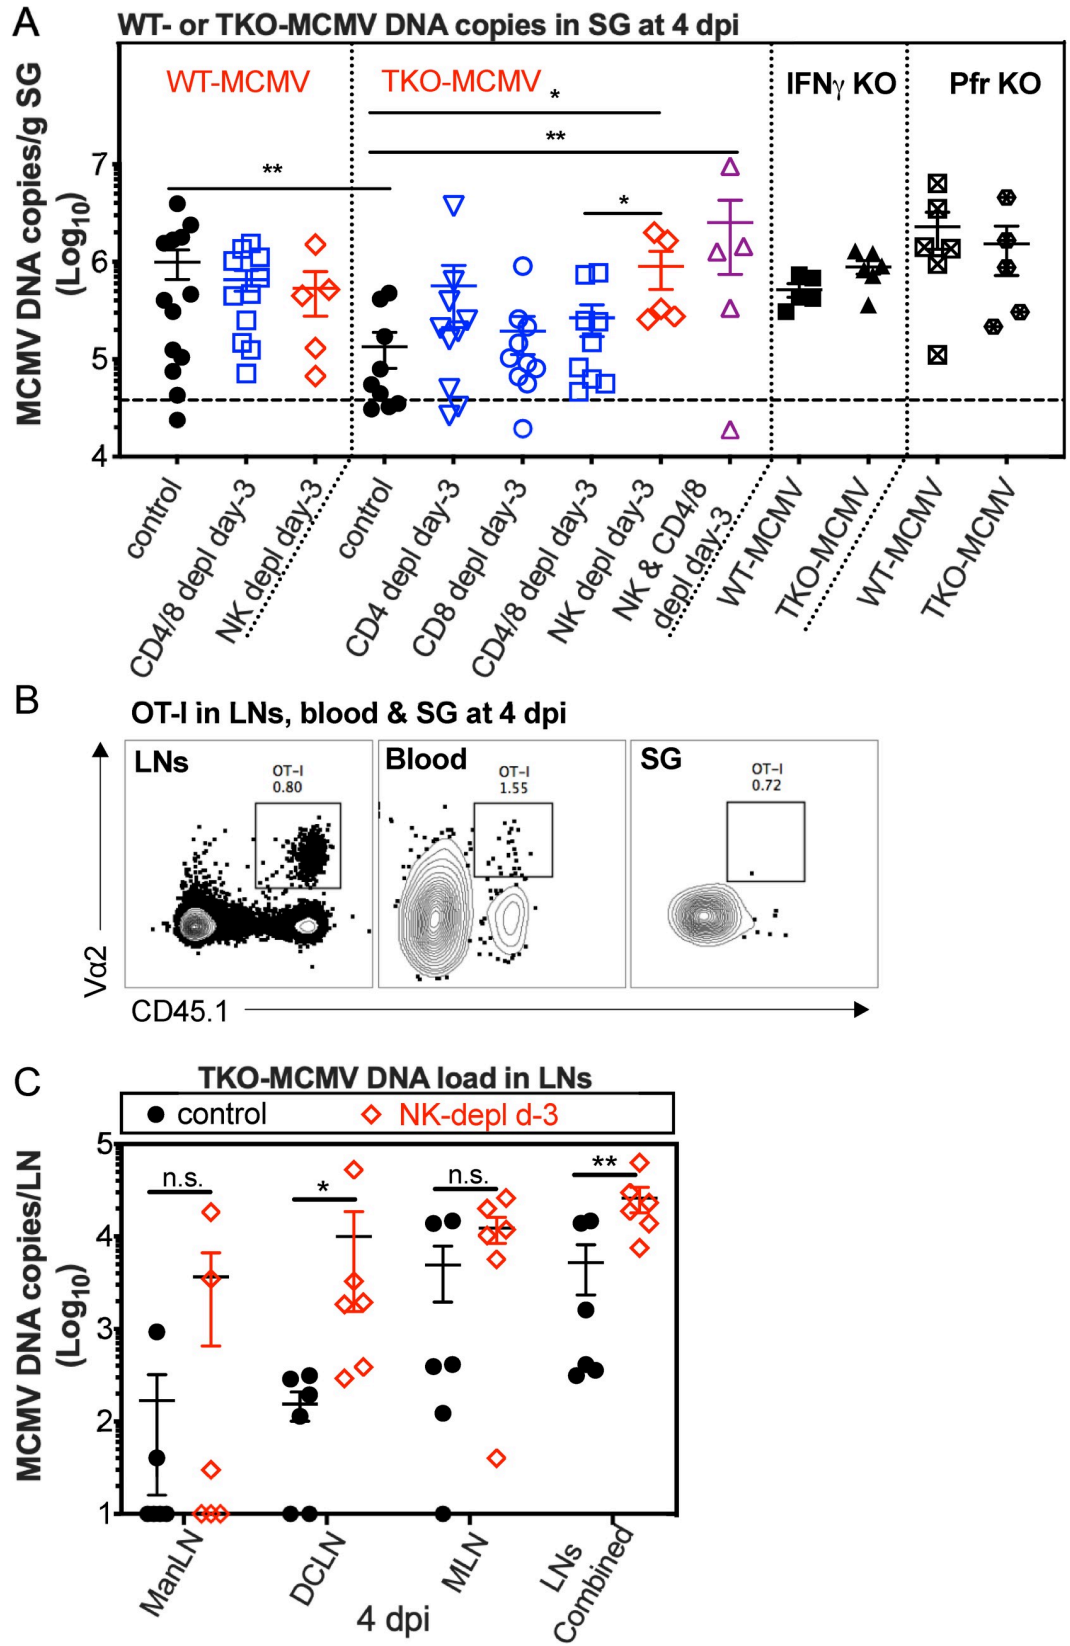 A
WT- or TKO-MCMV DNA copies in SG at 4 dpi
MCMV DNA copies/g SG
(Log10)
WT-MCMV
TKO-MCMV
IFNγ KO
Pfr KO
*
**
**
*
7
6
5
4
control
CD4/8 depl day-3
NK depl day-3
control
CD4 depl day-3
CD8 depl day-3
CD4/8 depl day-3
NK depl day-3
NK & CD4/8
depl day-3
WT-MCMV
TKO-MCMV
WT-MCMV
TKO-MCMV
B
OT-I in LNs, blood & SG at 4 dpi
LNs
OT-I
0.80
Blood
OT-I
1.55
SG
OT-I
0.72
Vα2
CD45.1
C
TKO-MCMV DNA load in LNs
control
NK-depl d-3
MCMV DNA copies/LN
(Log10)
5
4
3
2
1
n.s.
*
n.s.
**
ManLN
DCLN
MLN
LNs
Combined
4 dpi